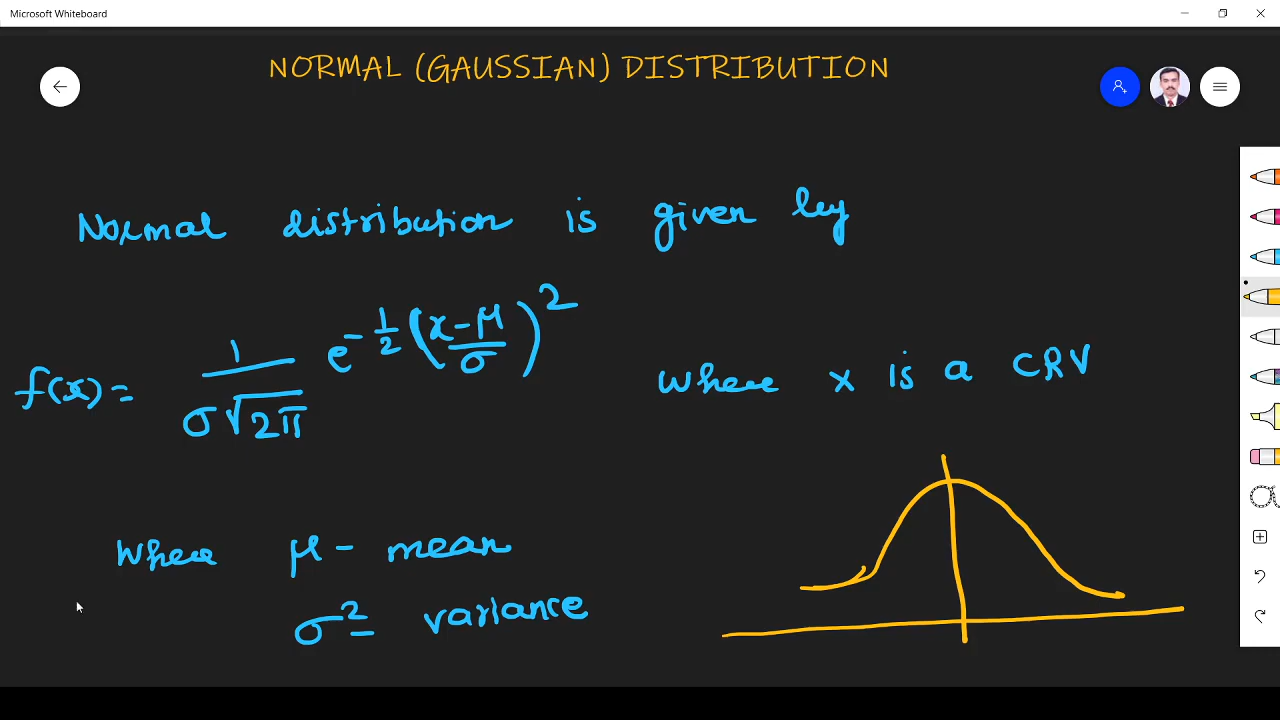 Microsoft Whiteboard
NORMAL (GAUSSIAN) DISTRIBUTION
Normal distribution is given by
f(x) = 1/(σ√2π) e^(-1/2 ((x-μ)/σ)^2)
where x is a CRV
Where μ - mean
σ² - variance